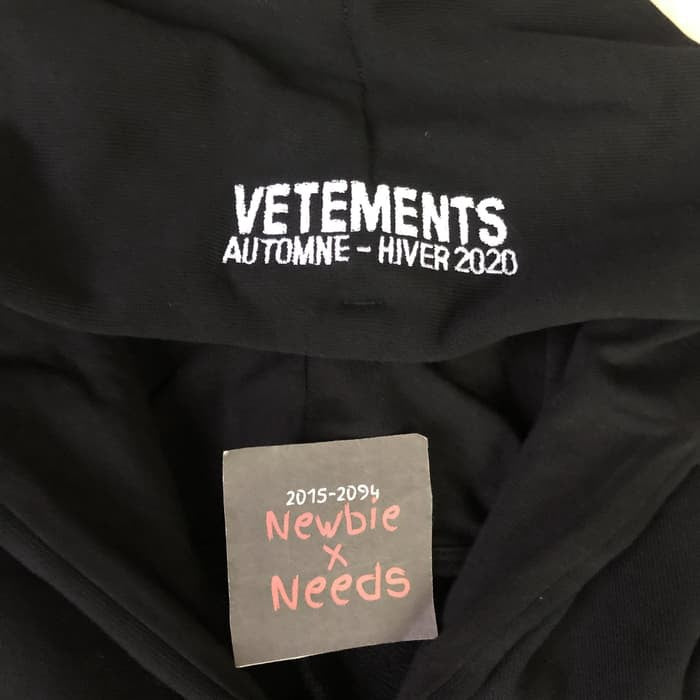 VETEMENTS
AUTOMNE - HIVER 2020
2015-2094
Newbie
x
Needs